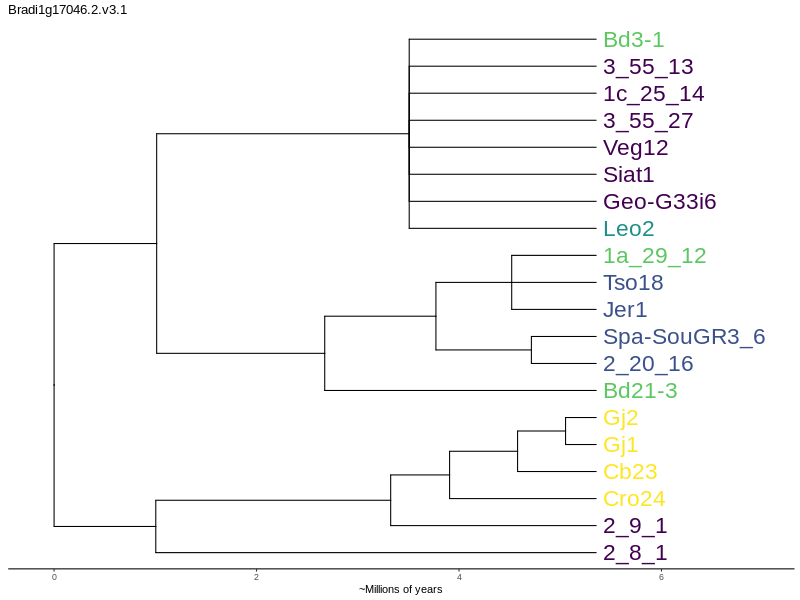 Bradi1g17046.2.v3.1
Bd3-1
3_55_13
1c_25_14
3_55_27
Veg12
Siat1
Geo-G33i6
Leo2
1a_29_12
Tso18
Jer1
Spa-SouGR3_6
2_20_16
Bd21-3
Gj2
Gj1
Cb23
Cro24
2_9_1
2_8_1
0 2 4 6
~Millions of years